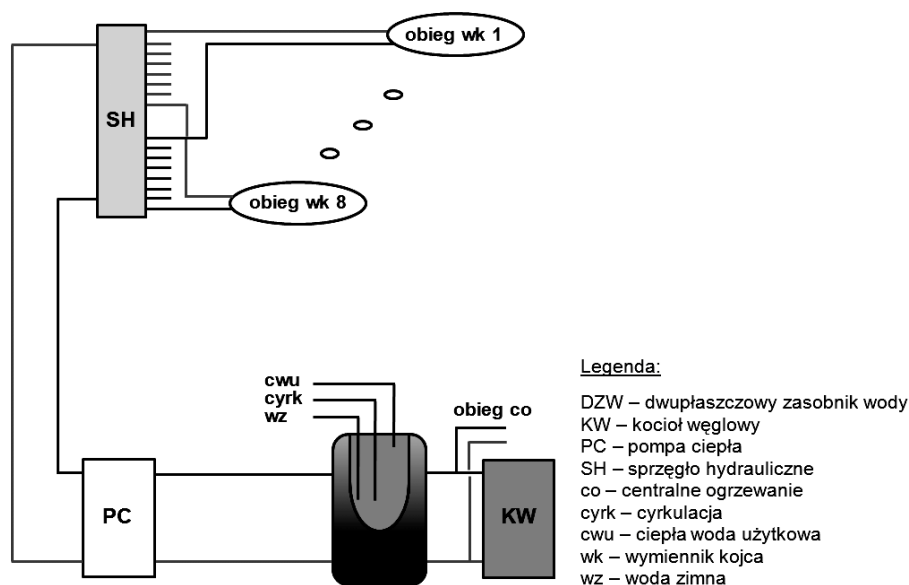 obieg wk 1
SH
obieg wk 8
cwu
cyrk
wz
obieg co
PC
KW
Legenda:
DZW – dwupłaszczowy zasobnik wody
KW – kocioł węglowy
PC – pompa ciepła
SH – sprzęgło hydrauliczne
co – centralne ogrzewanie
cyrk – cyrkulacja
cwu – ciepła woda użytkowa
wk – wymiennik kojca
wz – woda zimna